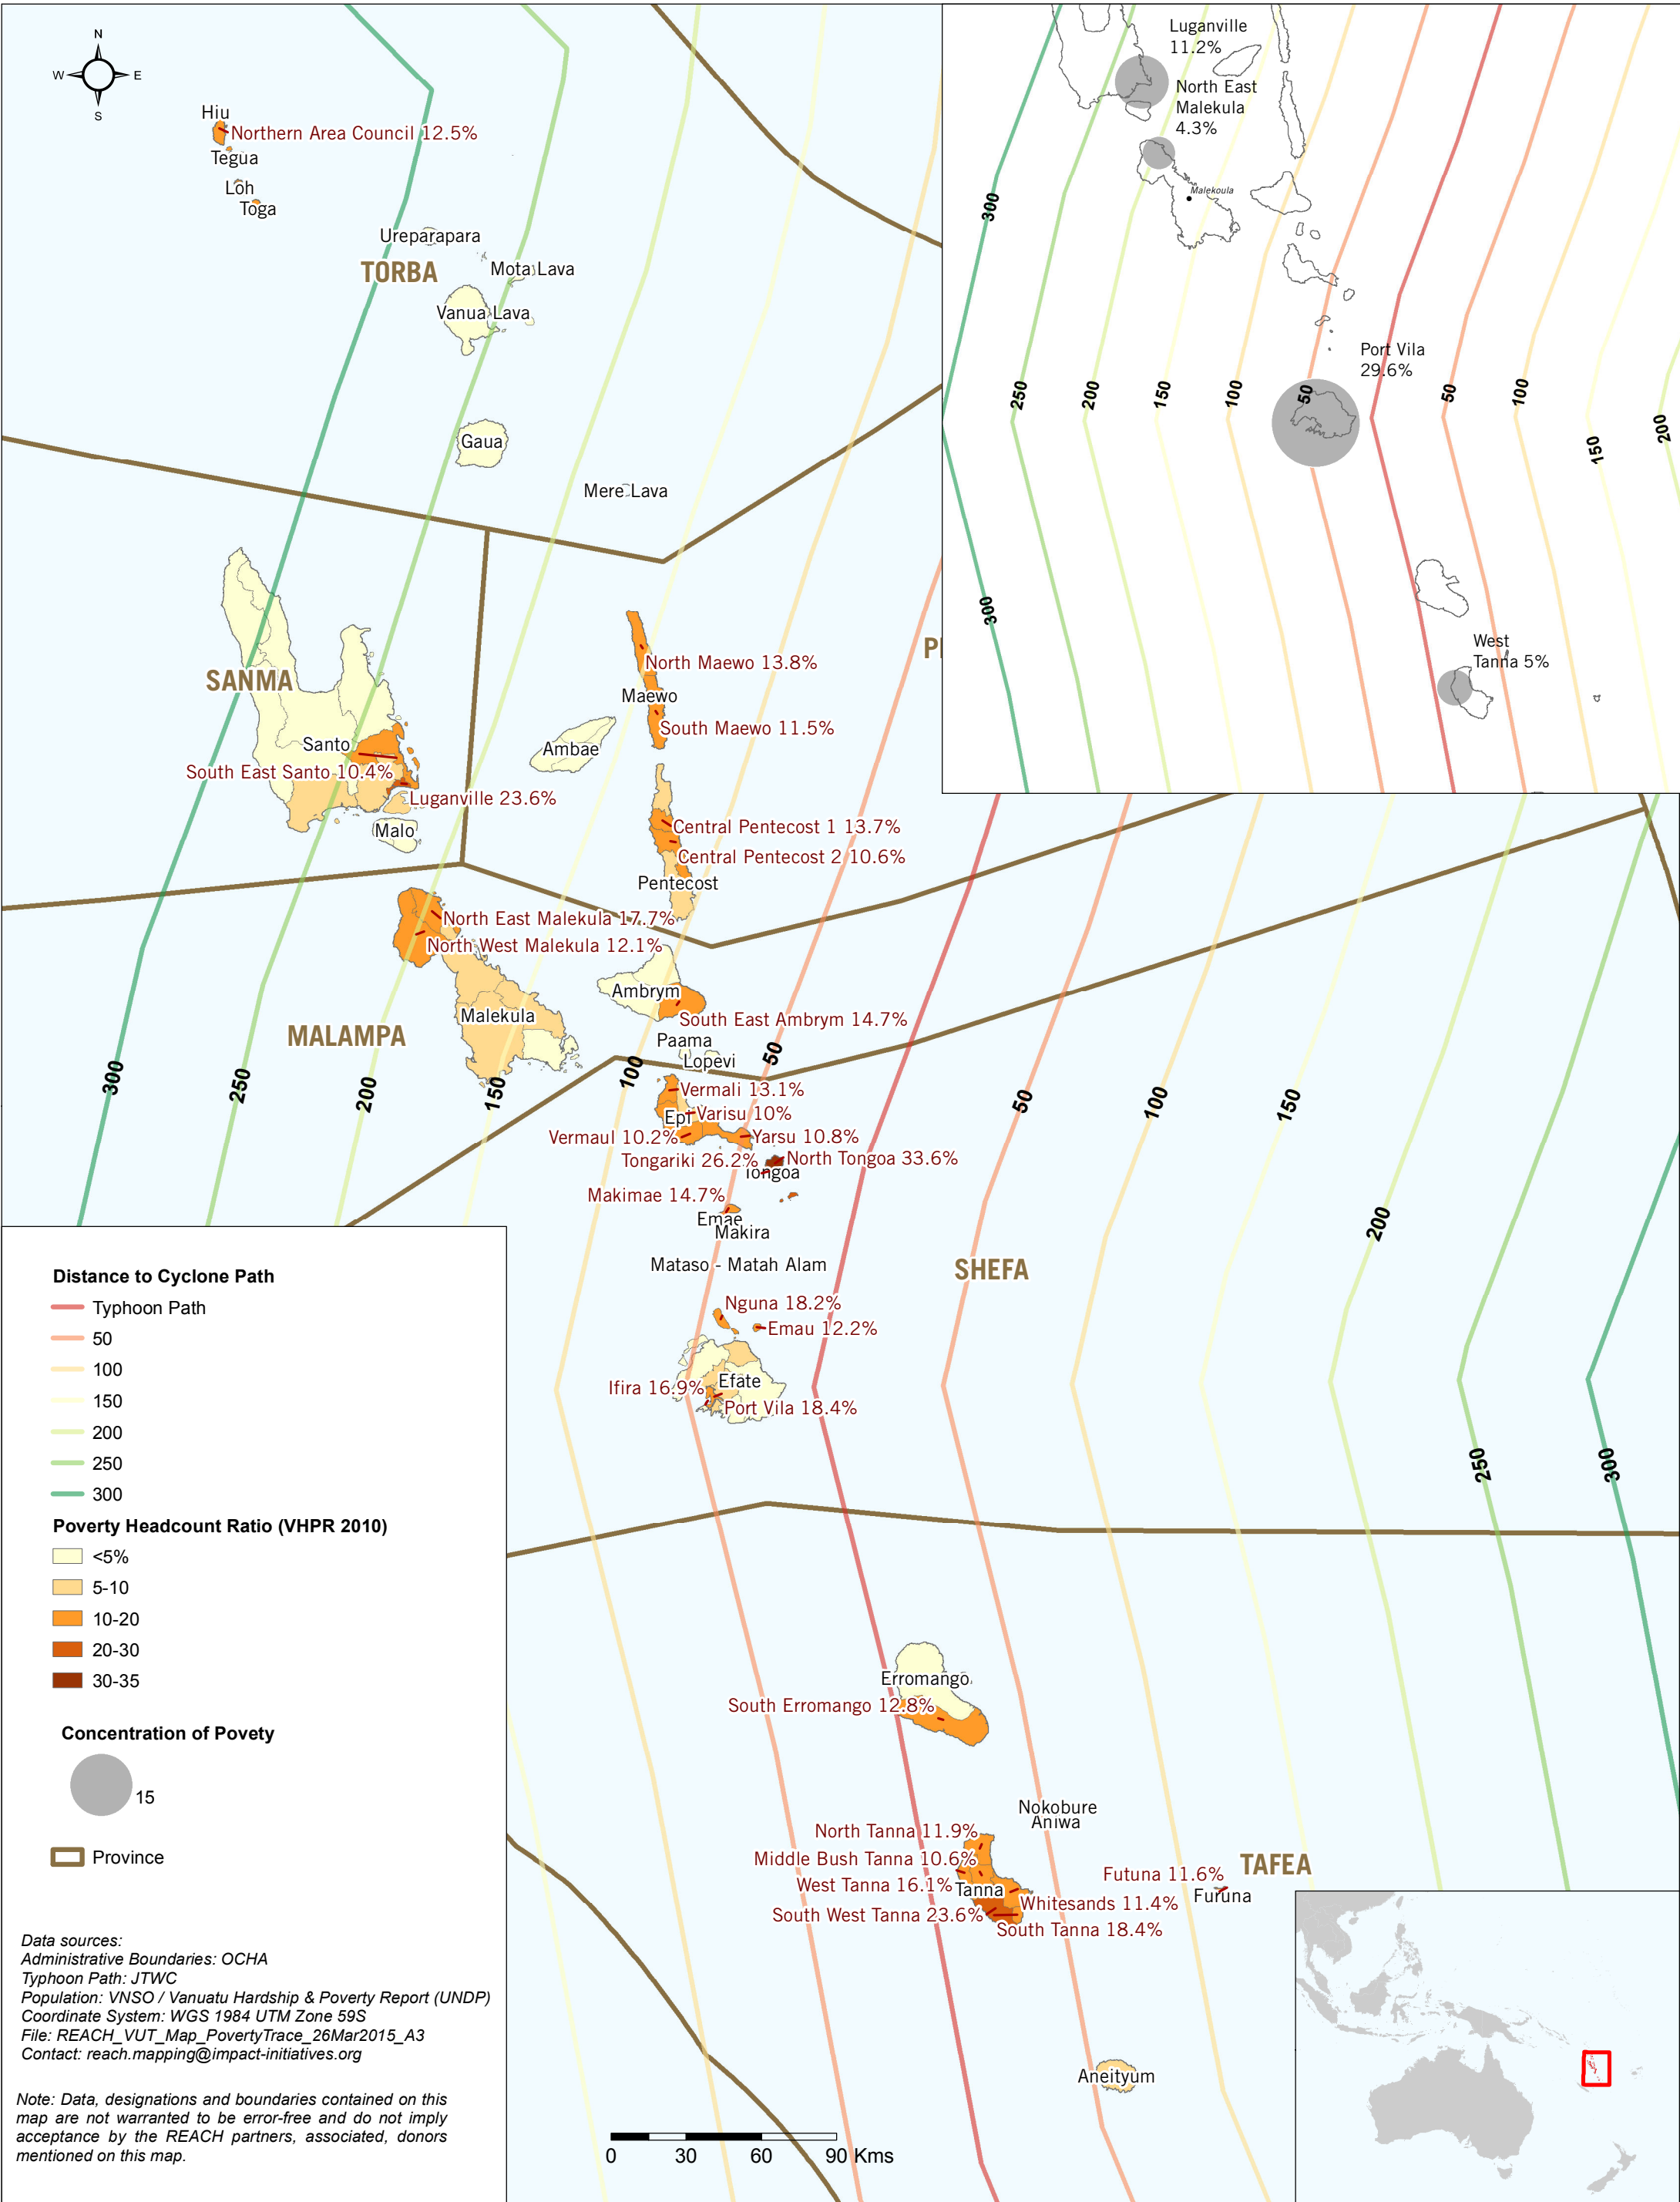 N
W
E
S
Hiu
Northern Area Council 12.5%
Tegua
Loh
Toga
Ureparapara
TORBA
Mota Lava
Vanua Lava
Gaua
Mere Lava
SANMA
Santo
South East Santo 10.4%
Luganville 23.6%
Malo
North Maewo 13.8%
Maewo
South Maewo 11.5%
Ambae
Central Pentecost 1 13.7%
Central Pentecost 2 10.6%
Pentecost
North East Malekula 17.7%
North West Malekula 12.1%
Ambrym
South East Ambrym 14.7%
Malekula
MALAMPA
Paama
Lopevi
300
250
200
150
100
50
50
100
150
200
250
300
Vermali 13.1%
Epi
Varisu 10%
Vermaul 10.2%
Yarsu 10.8%
Tongariki 26.2%
North Tongoa 33.6%
Tongoa
Makimae 14.7%
Emae
Makira
Mataso - Matah Alam
SHEFA
Nguna 18.2%
Emau 12.2%
Efate
Ifira 16.9%
Port Vila 18.4%
Erromango
South Erromango 12.8%
Nokobure
Aniwa
North Tanna 11.9%
Middle Bush Tanna 10.6%
West Tanna 16.1%
Tanna
Whitesands 11.4%
South West Tanna 23.6%
South Tanna 18.4%
Futuna 11.6%
Futuna
TAFEA
Aneityum
0 30 60 90 Kms
Luganville
11.2%
North East
Malekula
4.3%
Malekoula
300
Port Vila
29.6%
250
200
150
100
50
50
100
150
200
300
West
Tanna 5%
Distance to Cyclone Path
Typhoon Path
50
100
150
200
250
300
Poverty Headcount Ratio (VHPR 2010)
<5%
5-10
10-20
20-30
30-35
Concentration of Povety
15
Province
Data sources:
Administrative Boundaries: OCHA
Typhoon Path: JTWC
Population: VNSO / Vanuatu Hardship & Poverty Report (UNDP)
Coordinate System: WGS 1984 UTM Zone 59S
File: REACH_VUT_Map_PovertyTrace_26Mar2015_A3
Contact: reach.mapping@impact-initiatives.org
Note: Data, designations and boundaries contained on this
map are not warranted to be error-free and do not imply
acceptance by the REACH partners, associated, donors
mentioned on this map.